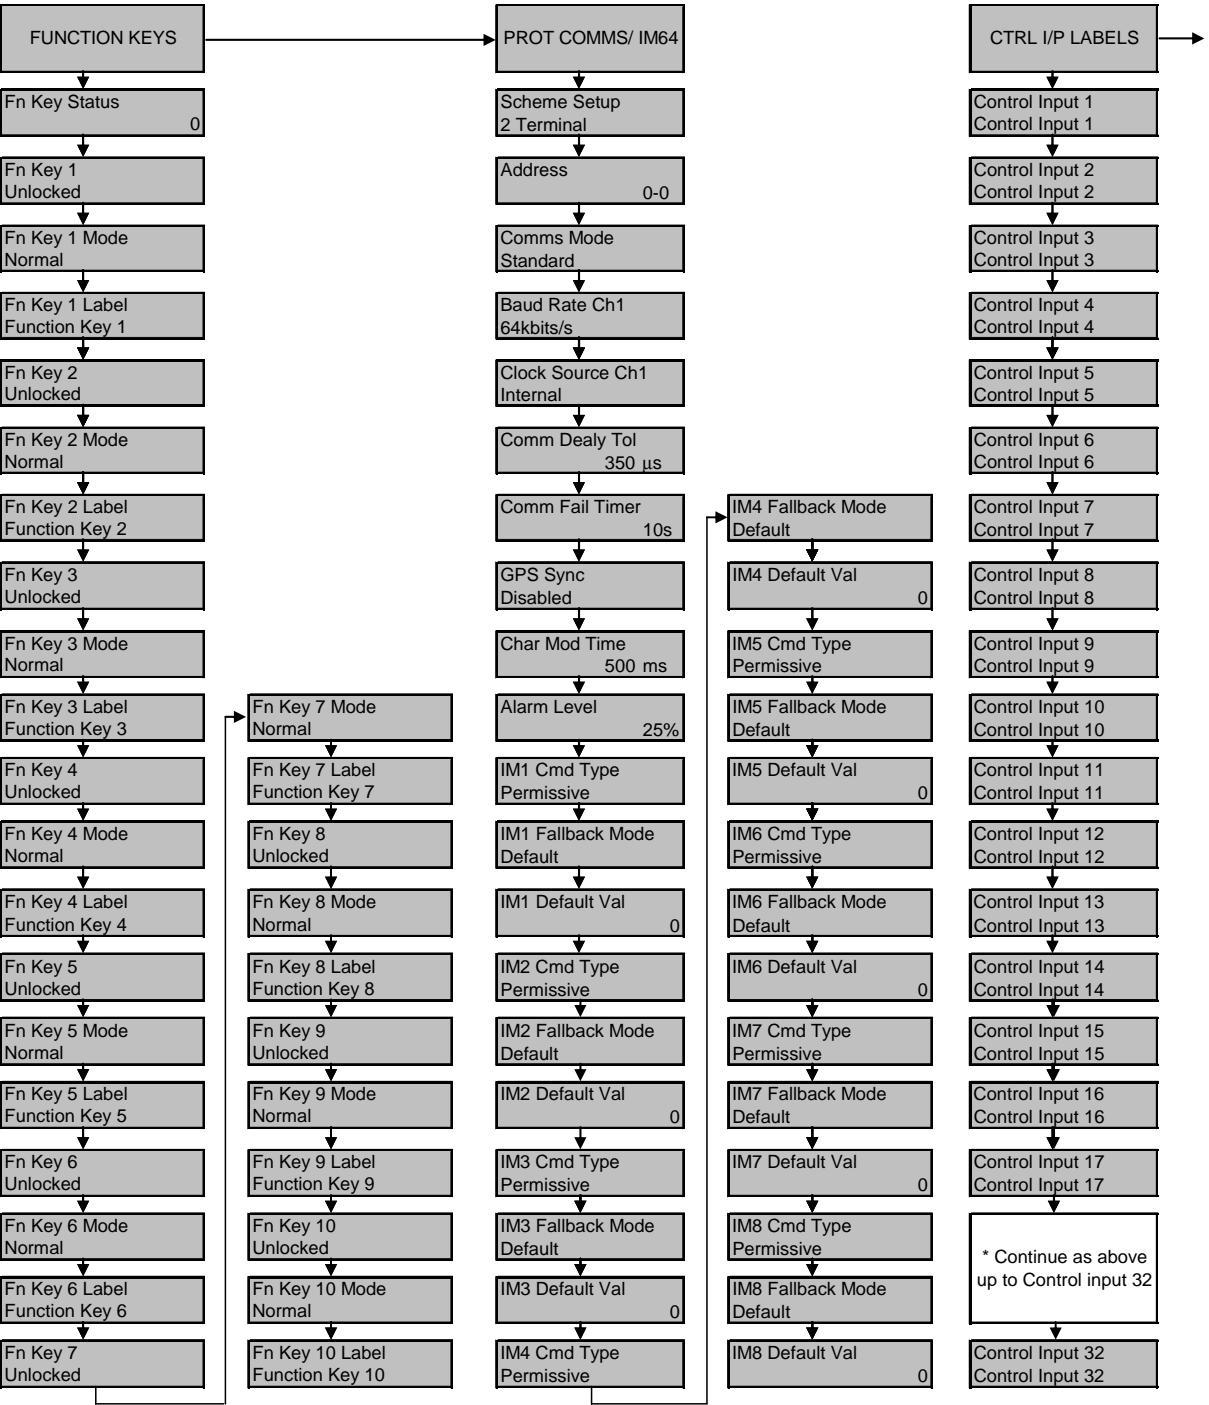 FUNCTION KEYS
Fn Key Status
0
Fn Key 1
Unlocked
Fn Key 1 Mode
Normal
Fn Key 1 Label
Function Key 1
Fn Key 2
Unlocked
Fn Key 2 Mode
Normal
Fn Key 2 Label
Function Key 2
Fn Key 3
Unlocked
Fn Key 3 Mode
Normal
Fn Key 3 Label
Function Key 3
Fn Key 4
Unlocked
Fn Key 4 Mode
Normal
Fn Key 4 Label
Function Key 4
Fn Key 5
Unlocked
Fn Key 5 Mode
Normal
Fn Key 5 Label
Function Key 5
Fn Key 6
Unlocked
Fn Key 6 Mode
Normal
Fn Key 6 Label
Function Key 6
Fn Key 7
Unlocked
Fn Key 7 Mode
Normal
Fn Key 7 Label
Function Key 7
Fn Key 8
Unlocked
Fn Key 8 Mode
Normal
Fn Key 8 Label
Function Key 8
Fn Key 9
Unlocked
Fn Key 9 Mode
Normal
Fn Key 9 Label
Function Key 9
Fn Key 10
Unlocked
Fn Key 10 Mode
Normal
Fn Key 10 Label
Function Key 10
PROT COMMS/ IM64
Scheme Setup
2 Terminal
Address
0-0
Comms Mode
Standard
Baud Rate Ch1
64kbits/s
Clock Source Ch1
Internal
Comm Dealy Tol
350 µs
Comm Fail Timer
10s
GPS Sync
Disabled
Char Mod Time
500 ms
Alarm Level
25%
IM1 Cmd Type
Permissive
IM1 Fallback Mode
Default
IM1 Default Val
0
IM2 Cmd Type
Permissive
IM2 Fallback Mode
Default
IM2 Default Val
0
IM3 Cmd Type
Permissive
IM3 Fallback Mode
Default
IM3 Default Val
0
IM4 Cmd Type
Permissive
IM4 Fallback Mode
Default
IM4 Default Val
0
IM5 Cmd Type
Permissive
IM5 Fallback Mode
Default
IM5 Default Val
0
IM6 Cmd Type
Permissive
IM6 Fallback Mode
Default
IM6 Default Val
0
IM7 Cmd Type
Permissive
IM7 Fallback Mode
Default
IM7 Default Val
0
IM8 Cmd Type
Permissive
IM8 Fallback Mode
Default
IM8 Default Val
0
CTRL I/P LABELS
Control Input 1
Control Input 1
Control Input 2
Control Input 2
Control Input 3
Control Input 3
Control Input 4
Control Input 4
Control Input 5
Control Input 5
Control Input 6
Control Input 6
Control Input 7
Control Input 7
Control Input 8
Control Input 8
Control Input 9
Control Input 9
Control Input 10
Control Input 10
Control Input 11
Control Input 11
Control Input 12
Control Input 12
Control Input 13
Control Input 13
Control Input 14
Control Input 14
Control Input 15
Control Input 15
Control Input 16
Control Input 16
Control Input 17
Control Input 17
* Continue as above
up to Control input 32
Control Input 32
Control Input 32